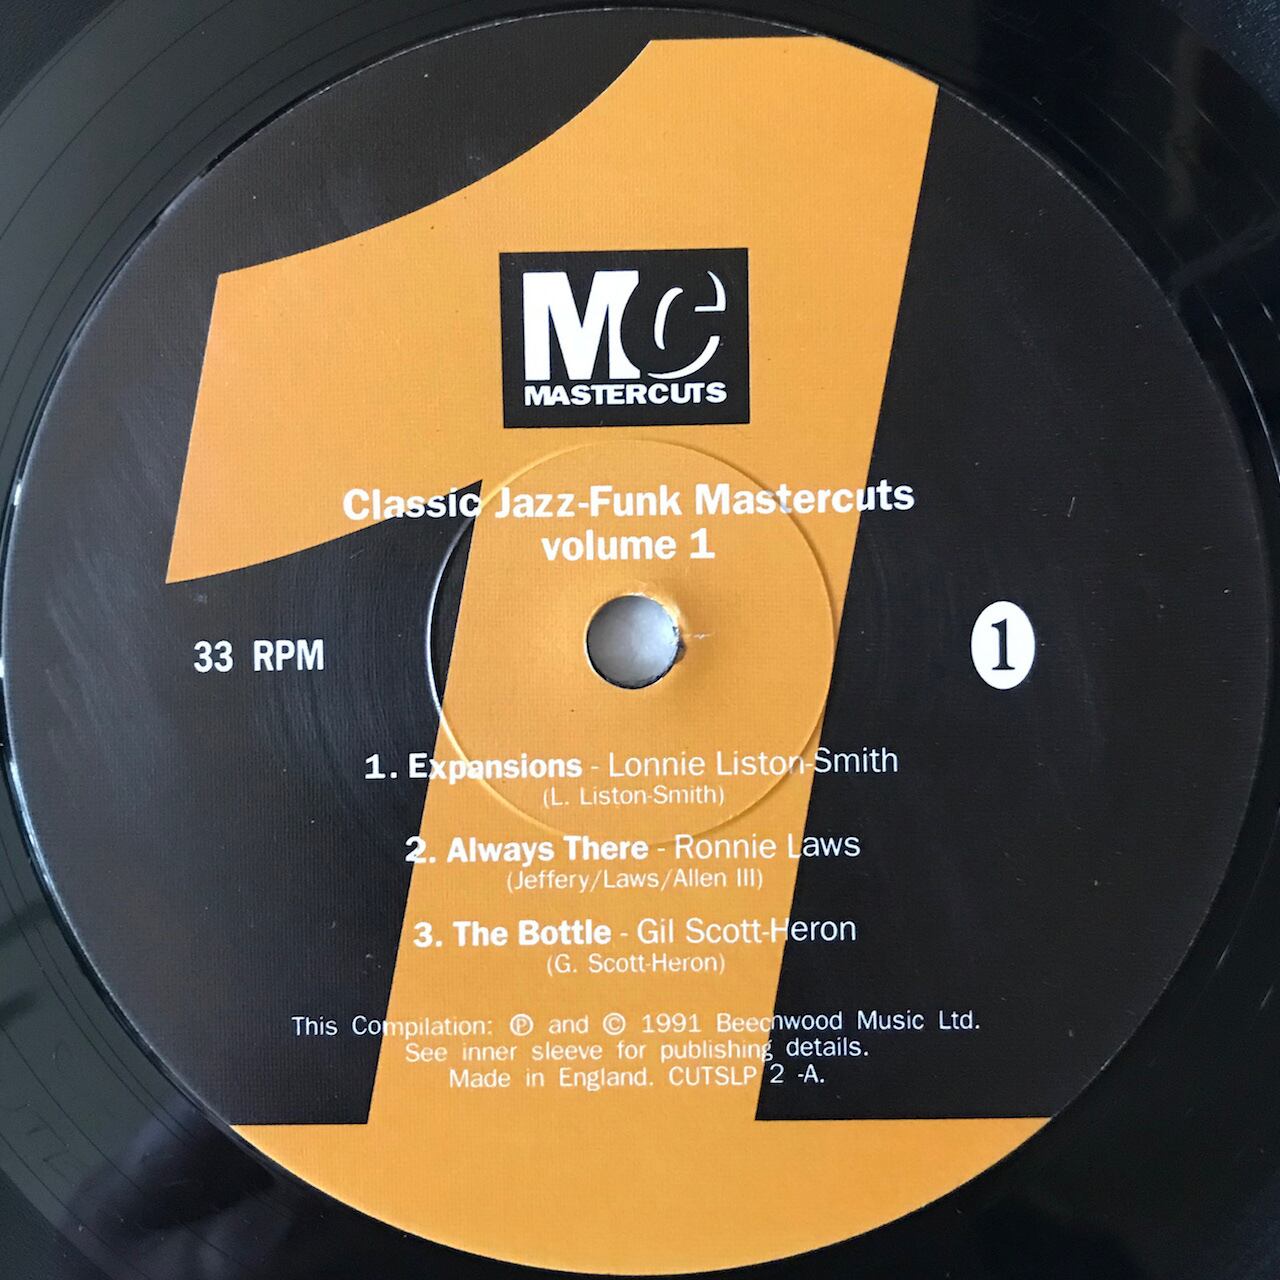 MC
MASTERCUTS
Classic Jazz-Funk Mastercuts
volume 1
33 RPM
1
1. Expansions - Lonnie Liston-Smith
(L. Liston-Smith)
2. Always There - Ronnie Laws
(Jeffery/Laws/Allen III)
3. The Bottle - Gil Scott-Heron
(G. Scott-Heron)
This Compilation: ℗ and © 1991 Beechwood Music Ltd.
See inner sleeve for publishing details.
Made in England. CUTSLP 2 -A.